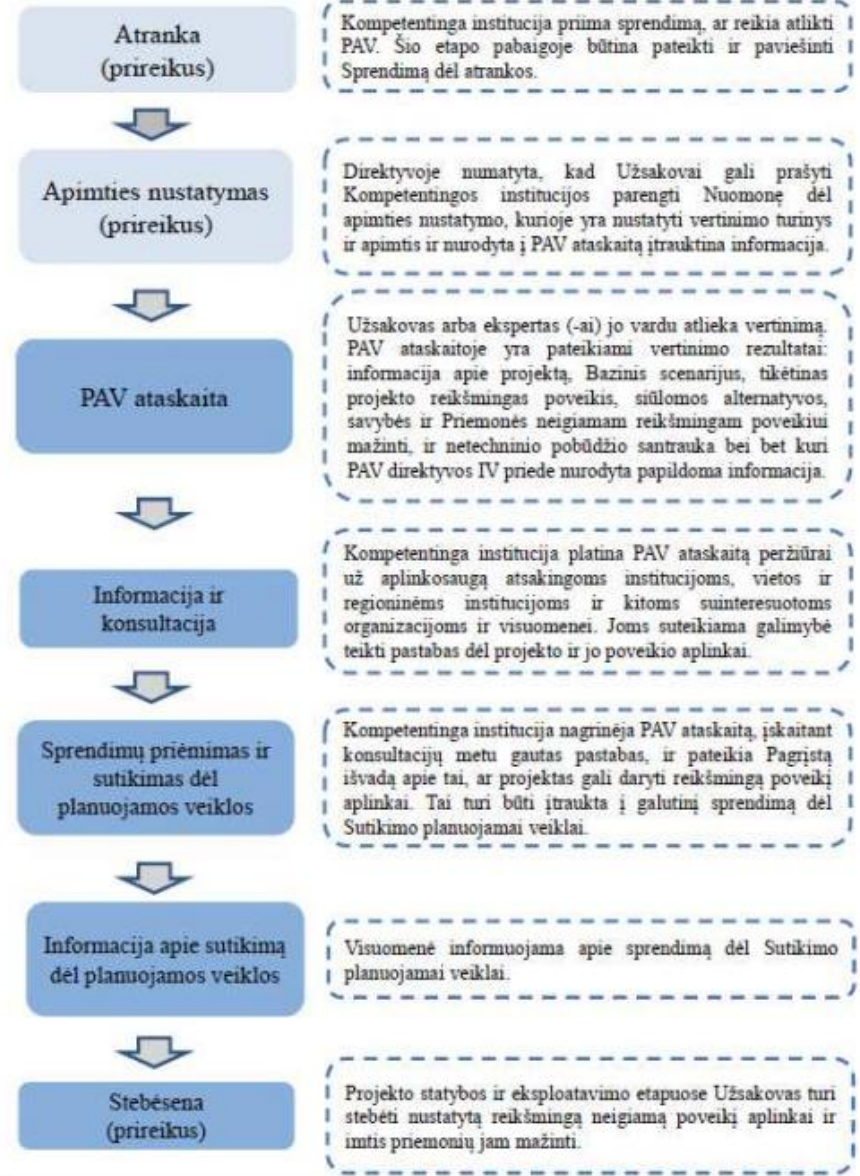 Atranka
(prireikus)
Kompetentinga institucija priima sprendimą, ar reikia atlikti
PAV. Šio etapo pabaigoje būtina pateikti ir paviešinti
Sprendimą dėl atrankos.
Apimties nustatymas
(prireikus)
Direktyvoje numatyta, kad Užsakovai gali prašyti
Kompetentingos institucijos parengti Nuomonę dėl
apimties nustatymo, kurioje yra nustatyti vertinimo turinys
ir apimtis ir nurodyta į PAV ataskaitą įtrauktina informacija.
PAV ataskaita
Užsakovas arba ekspertas (-ai) jo vardu atlieka vertinimą.
PAV ataskaitoje yra pateikiami vertinimo rezultatai:
informacija apie projektą, Bazinis scenarijus, tikėtinas
projekto reikšmingas poveikis, siūlomos alternatyvos,
savybės ir Priemonės neigiamam reikšmingam poveikiui
mažinti, ir netechninio pobūdžio santrauka bei bet kuri
PAV direktyvos IV priede nurodyta papildoma informacija.
Informacija ir
konsultacija
Kompetentinga institucija platina PAV ataskaitą peržiūrai
už aplinkosaugą atsakingoms institucijoms, vietos ir
regioninėms institucijoms ir kitoms suinteresuotoms
organizacijoms ir visuomenei. Joms suteikiama galimybė
teikti pastabas dėl projekto ir jo poveikio aplinkai.
Sprendimų priėmimas ir
sutikimas dėl
planuojamos veiklos
Kompetentinga institucija nagrinėja PAV ataskaitą, įskaitant
konsultacijų metu gautas pastabas, ir pateikia Pagrįstą
išvadą apie tai, ar projektas gali daryti reikšmingą poveikį
aplinkai. Tai turi būti įtraukta į galutinį sprendimą dėl
Sutikimo planuojamai veiklai.
Informacija apie sutikimą
dėl planuojamos veiklos
Visuomenė informuojama apie sprendimą dėl Sutikimo
planuojamai veiklai.
Stebėsena
(prireikus)
Projekto statybos ir eksploatavimo etapuose Užsakovas turi
stebėti nustatytą reikšmingą neigiamą poveikį aplinkai ir
imtis priemonių jam mažinti.